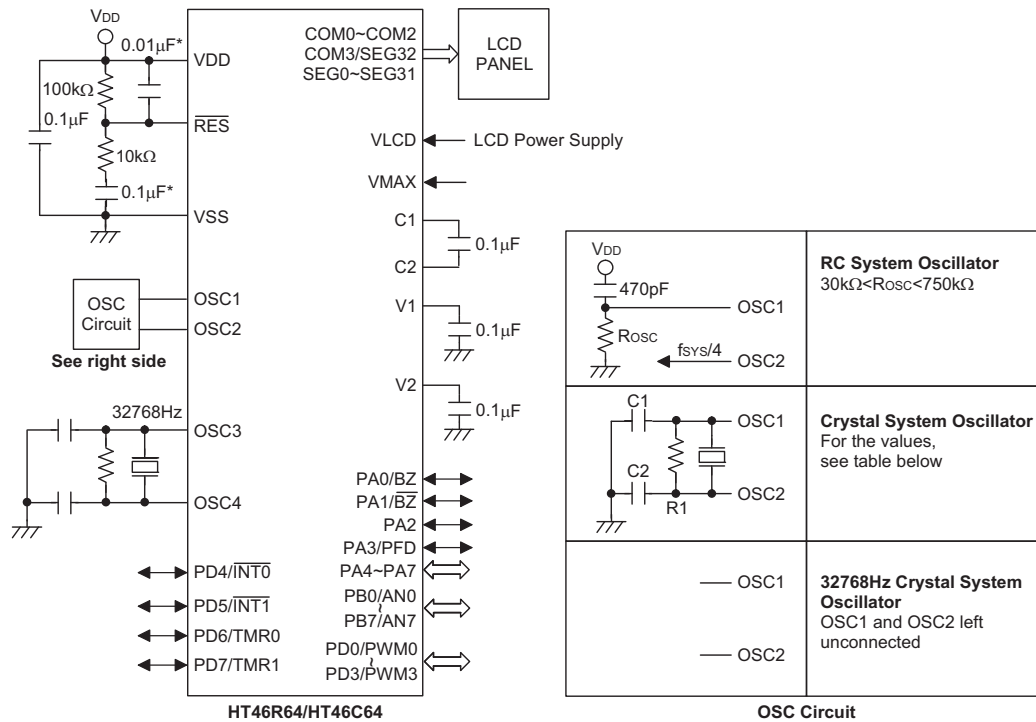 VDD
0.01μF*
VDD
100kΩ
0.1μF
RES
10kΩ
0.1μF*
VSS
OSC Circuit
OSC1
OSC2
See right side
32768Hz
OSC3
OSC4
PD4/INT0
PD5/INT1
PD6/TMR0
PD7/TMR1
COM0~COM2
COM3/SEG32
SEG0~SEG31
LCD PANEL
VLCD
LCD Power Supply
VMAX
C1
0.1μF
C2
V1
0.1μF
V2
0.1μF
PA0/BZ
PA1/BZ
PA2
PA3/PFD
PA4~PA7
PB0/AN0
~
PB7/AN7
PD0/PWM0
~
PD3/PWM3
HT46R64/HT46C64
VDD
470pF
OSC1
ROSC
fSYS/4
OSC2
RC System Oscillator
30kΩ<ROSC<750kΩ
C1
OSC1
C2
OSC2
R1
Crystal System Oscillator
For the values,
see table below
OSC1
OSC2
32768Hz Crystal System
Oscillator
OSC1 and OSC2 left
unconnected
OSC Circuit